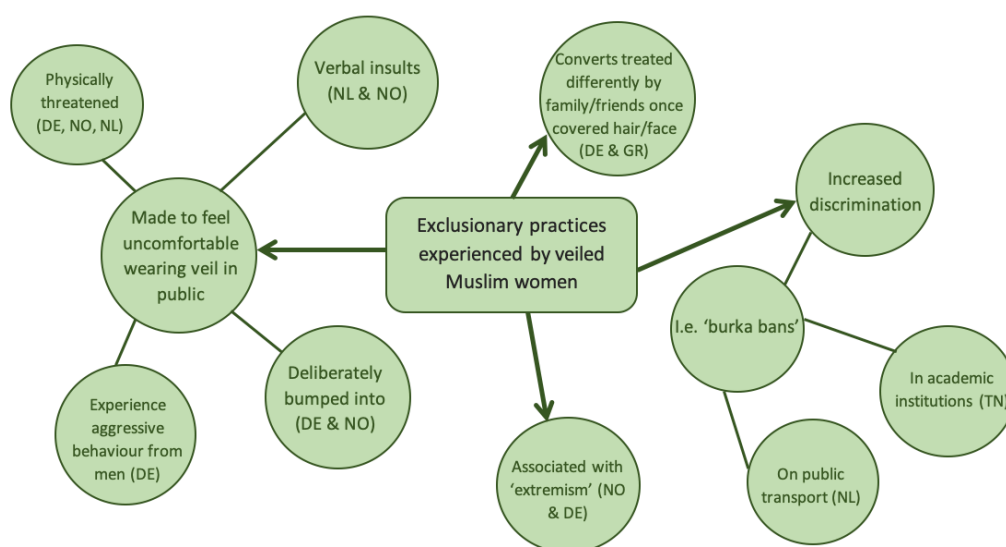 Exclusionary practices
experienced by veiled
Muslim women
Made to feel
uncomfortable
wearing veil in
public
Physically
threatened
(DE, NO, NL)
Verbal insults
(NL & NO)
Experience
aggressive
behaviour from
men (DE)
Deliberately
bumped into
(DE & NO)
Converts treated
differently by
family/friends once
covered hair/face
(DE & GR)
Associated with
‘extremism’ (NO
& DE)
Increased
discrimination
I.e. ‘burka bans’
In academic
institutions (TN)
On public
transport (NL)